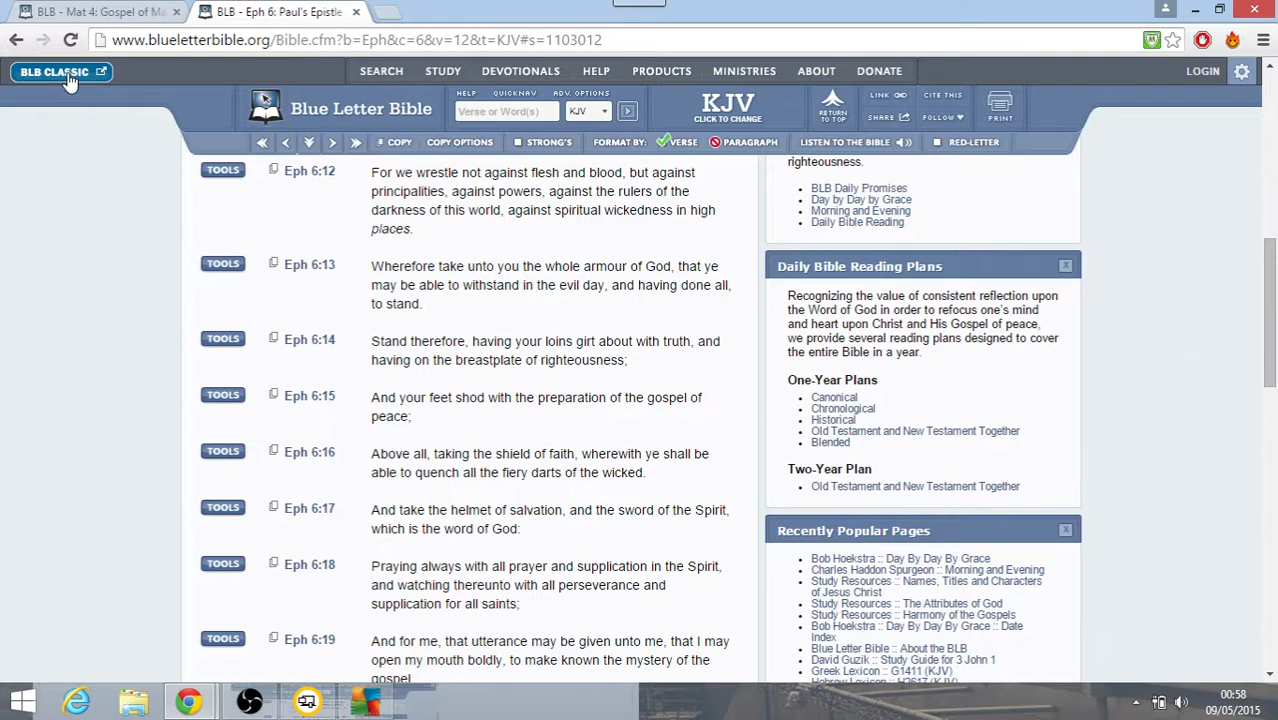 BLB - Mat 4: Gospel of Ma
BLB - Eph 6: Paul's Epistle
www.blueletterbible.org/Bible.cfm?b=Eph&c=6&v=12&t=KJV#s=1103012
BLB CLASSIC
SEARCH STUDY DEVOTIONALS HELP PRODUCTS MINISTRIES ABOUT DONATE
LOGIN
Blue Letter Bible
HELP QUICKNAV ADV. OPTIONS
Verse or Word(s) KJV
KJV
CLICK TO CHANGE
RETURN
TO TOP
LINK CITE THIS
SHARE FOLLOW
PRINT
COPY COPY OPTIONS STRONG'S FORMAT BY: VERSE PARAGRAPH LISTEN TO THE BIBLE RED-LETTER
TOOLS Eph 6:12 For we wrestle not against flesh and blood, but against
principalities, against powers, against the rulers of the
darkness of this world, against spiritual wickedness in high
places.
TOOLS Eph 6:13 Wherefore take unto you the whole armour of God, that ye
may be able to withstand in the evil day, and having done all,
to stand.
TOOLS Eph 6:14 Stand therefore, having your loins girt about with truth, and
having on the breastplate of righteousness;
TOOLS Eph 6:15 And your feet shod with the preparation of the gospel of
peace;
TOOLS Eph 6:16 Above all, taking the shield of faith, wherewith ye shall be
able to quench all the fiery darts of the wicked.
TOOLS Eph 6:17 And take the helmet of salvation, and the sword of the Spirit,
which is the word of God:
TOOLS Eph 6:18 Praying always with all prayer and supplication in the Spirit,
and watching thereunto with all perseverance and
supplication for all saints;
TOOLS Eph 6:19 And for me, that utterance may be given unto me, that I may
open my mouth boldly, to make known the mystery of the
gospel
righteousness.
BLB Daily Promises
Day by Day by Grace
Morning and Evening
Daily Bible Reading
Daily Bible Reading Plans
Recognizing the value of consistent reflection upon
the Word of God in order to refocus one's mind
and heart upon Christ and His Gospel of peace,
we provide several reading plans designed to cover
the entire Bible in a year.
One-Year Plans
Canonical
Chronological
Historical
Old Testament and New Testament Together
Blended
Two-Year Plan
Old Testament and New Testament Together
Recently Popular Pages
Bob Hoekstra :: Day By Day By Grace
Charles Haddon Spurgeon :: Morning and Evening
Study Resources :: Names, Titles and Characters
of Jesus Christ
Study Resources :: The Attributes of God
Study Resources :: Harmony of the Gospels
Bob Hoekstra :: Day By Day By Grace :: Date
Index
Blue Letter Bible :: About the BLB
David Guzik :: Study Guide for 3 John 1
Greek Lexicon :: G1411 (KJV)
Hebrew Lexicon :: H2617 (KJV)
00:58
09/05/2015